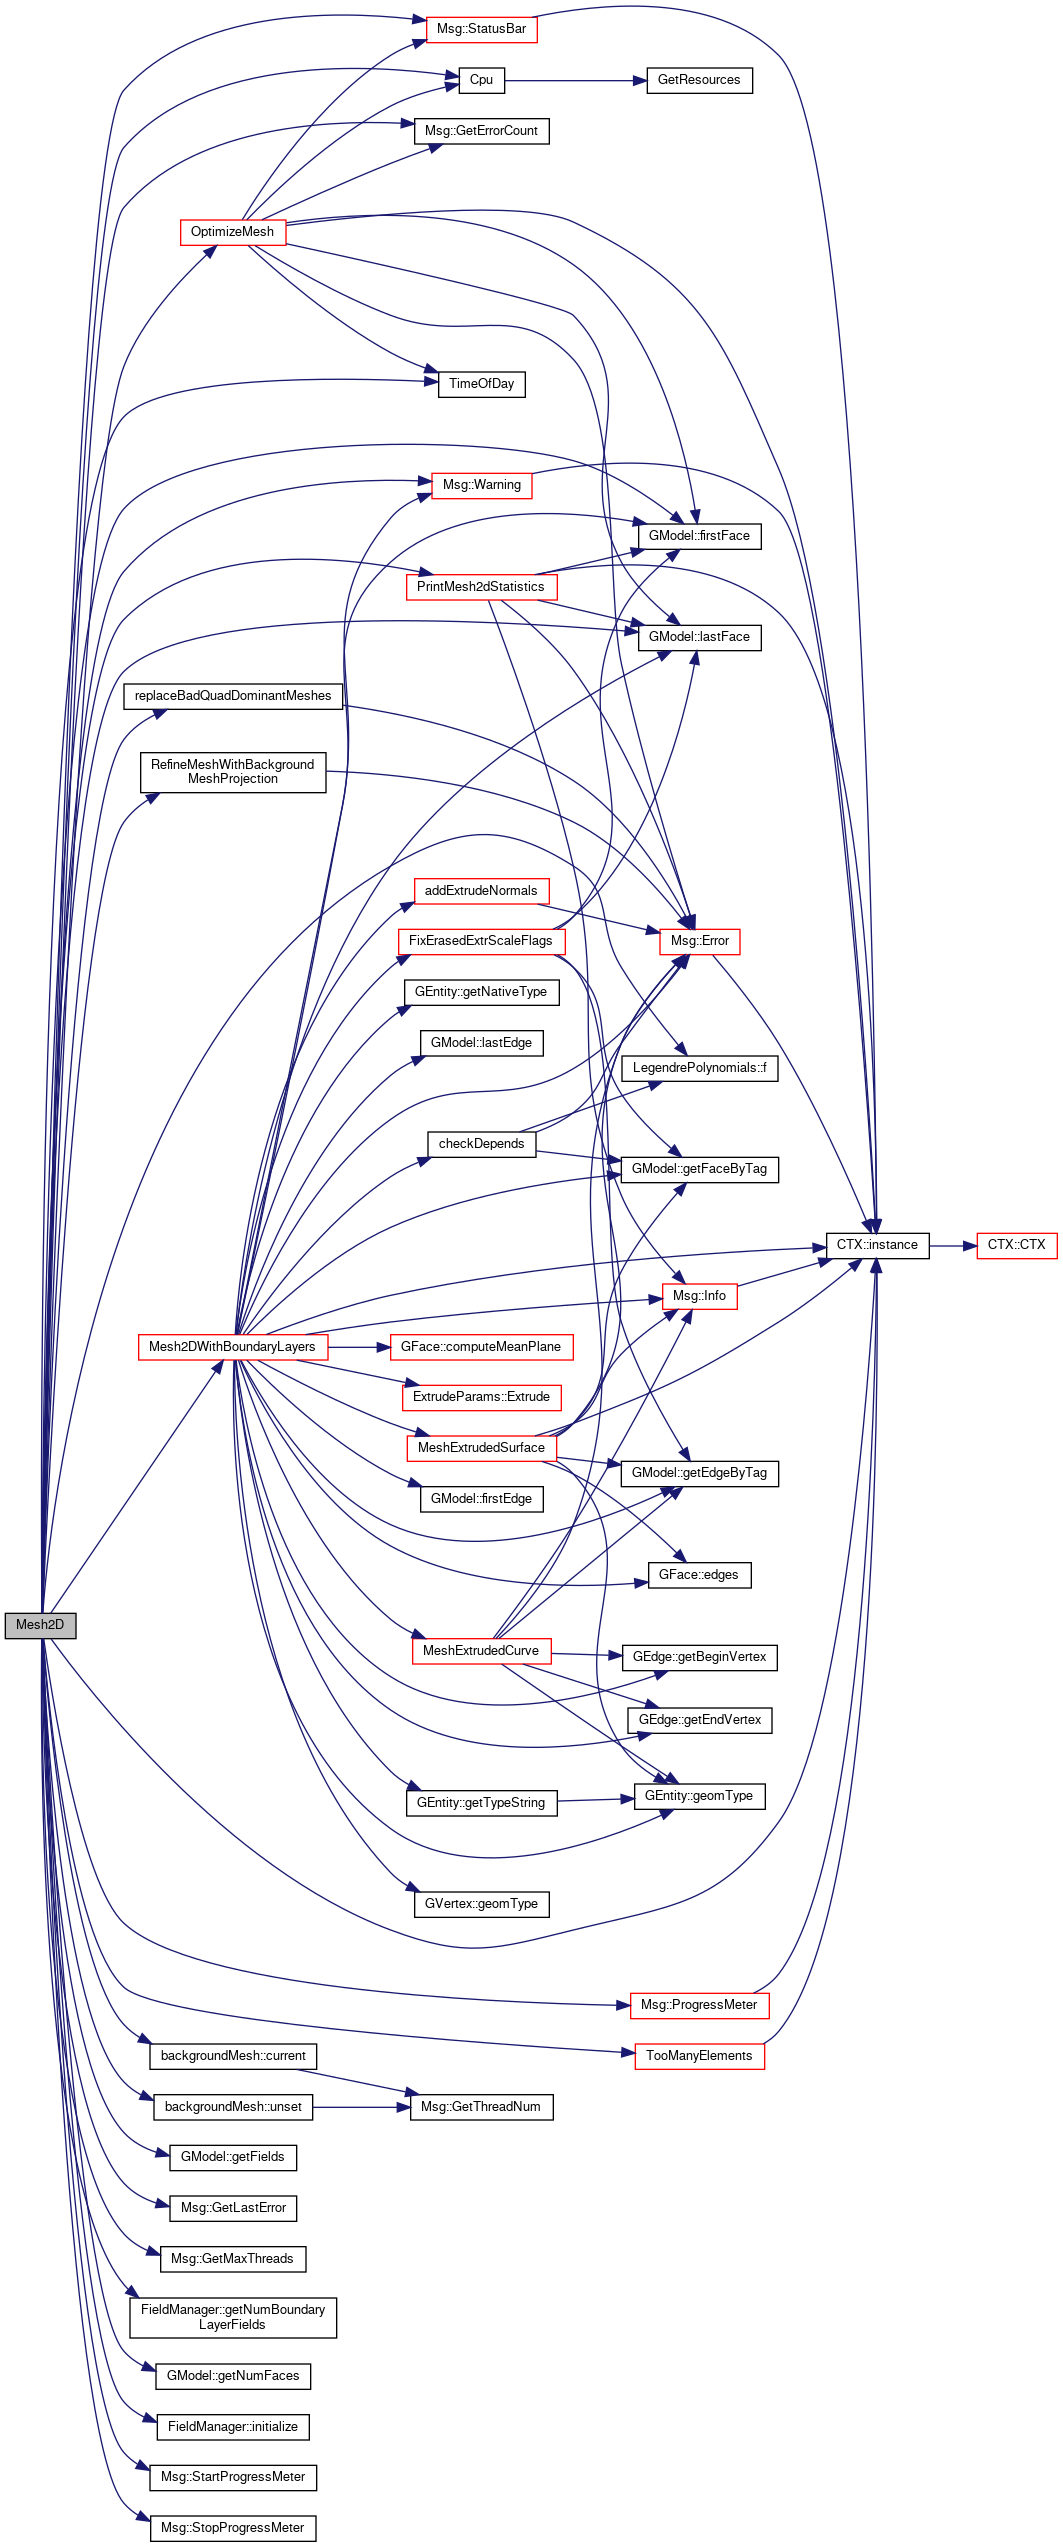 Msg::StatusBar
Cpu
GetResources
Msg::GetErrorCount
OptimizeMesh
TimeOfDay
Msg::Warning
GModel::firstFace
PrintMesh2dStatistics
GModel::lastFace
replaceBadQuadDominantMeshes
RefineMeshWithBackground
MeshProjection
addExtrudeNormals
FixErasedExtrScaleFlags
Msg::Error
GEntity::getNativeType
GModel::lastEdge
LegendrePolynomials::f
checkDepends
GModel::getFaceByTag
CTX::instance
CTX::CTX
Msg::Info
Mesh2DWithBoundaryLayers
GFace::computeMeanPlane
ExtrudeParams::Extrude
MeshExtrudedSurface
GModel::getEdgeByTag
GModel::firstEdge
GFace::edges
Mesh2D
MeshExtrudedCurve
GEdge::getBeginVertex
GEdge::getEndVertex
GEntity::getTypeString
GEntity::geomType
GVertex::geomType
Msg::ProgressMeter
TooManyElements
backgroundMesh::current
backgroundMesh::unset
Msg::GetThreadNum
GModel::getFields
Msg::GetLastError
Msg::GetMaxThreads
FieldManager::getNumBoundary
LayerFields
GModel::getNumFaces
FieldManager::initialize
Msg::StartProgressMeter
Msg::StopProgressMeter